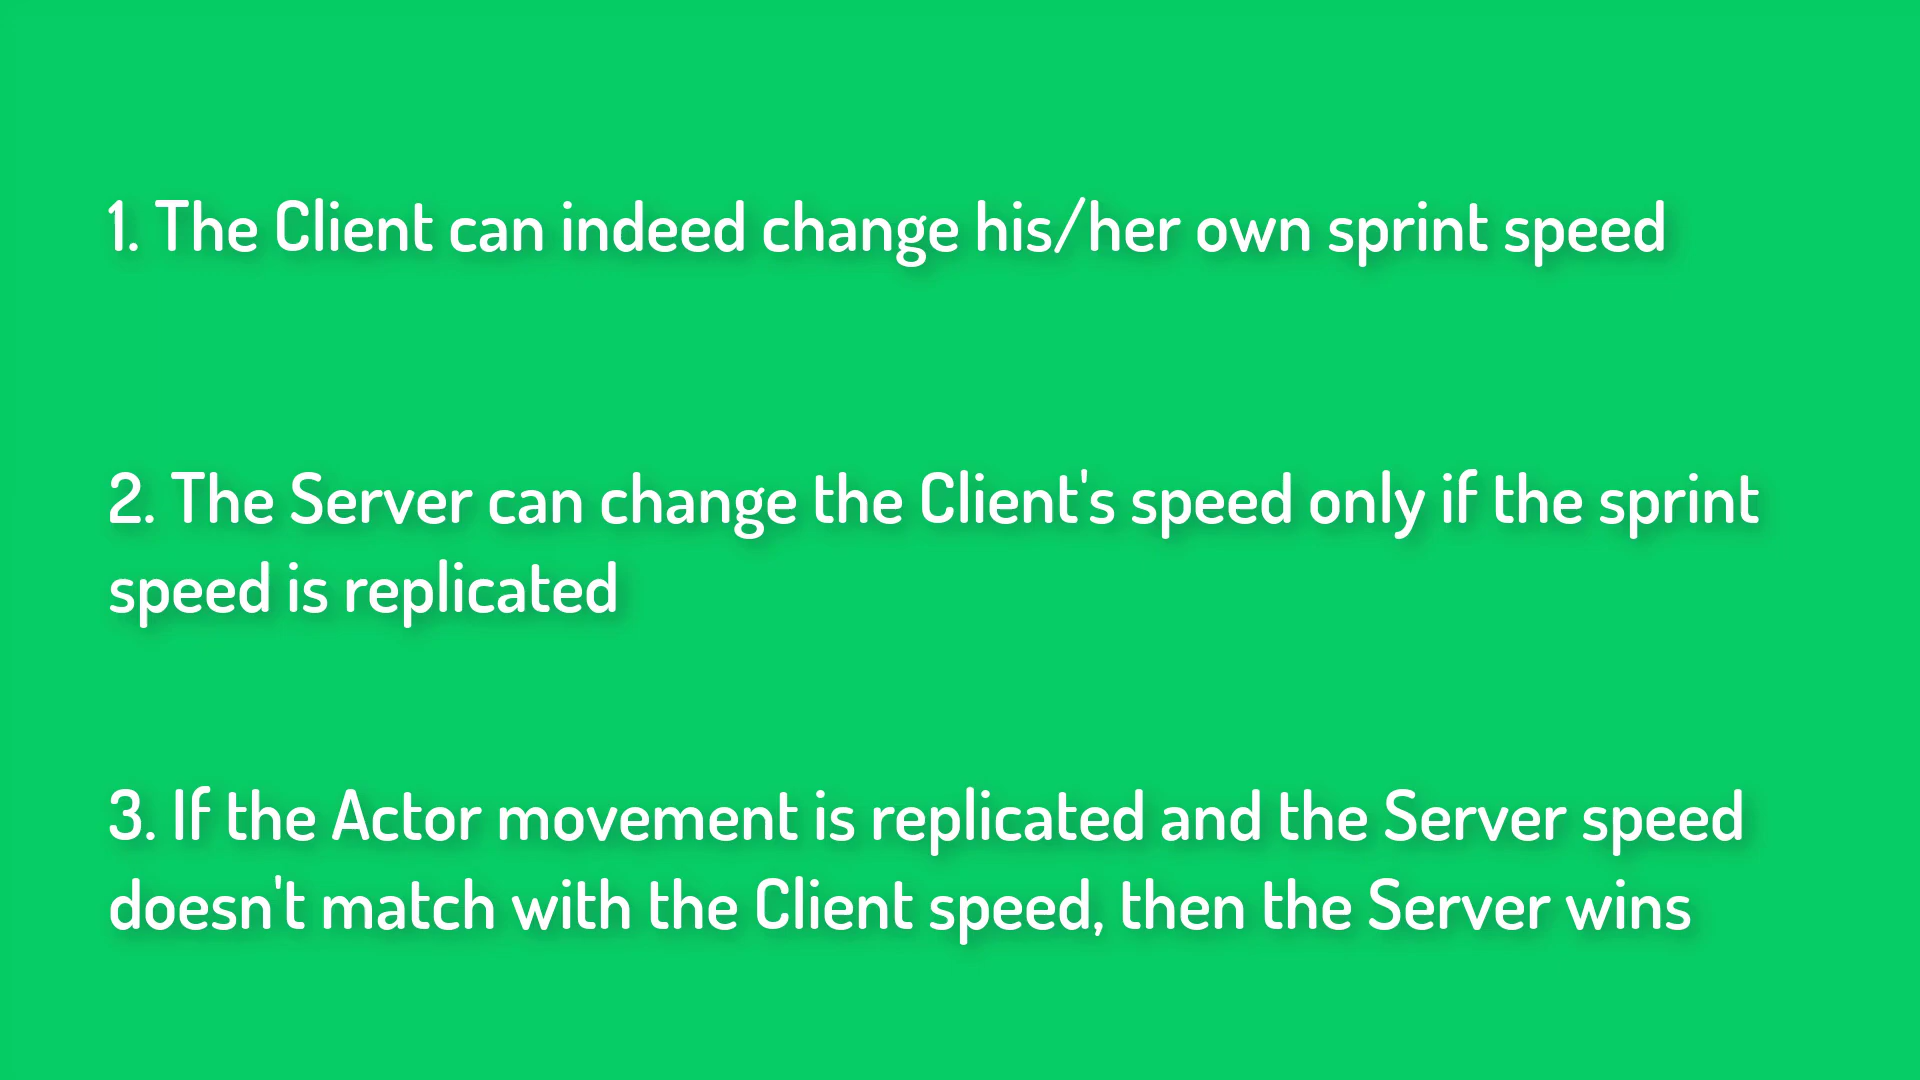 1. The Client can indeed change his/her own sprint speed
2. The Server can change the Client's speed only if the sprint
speed is replicated
3. If the Actor movement is replicated and the Server speed
doesn't match with the Client speed, then the Server wins